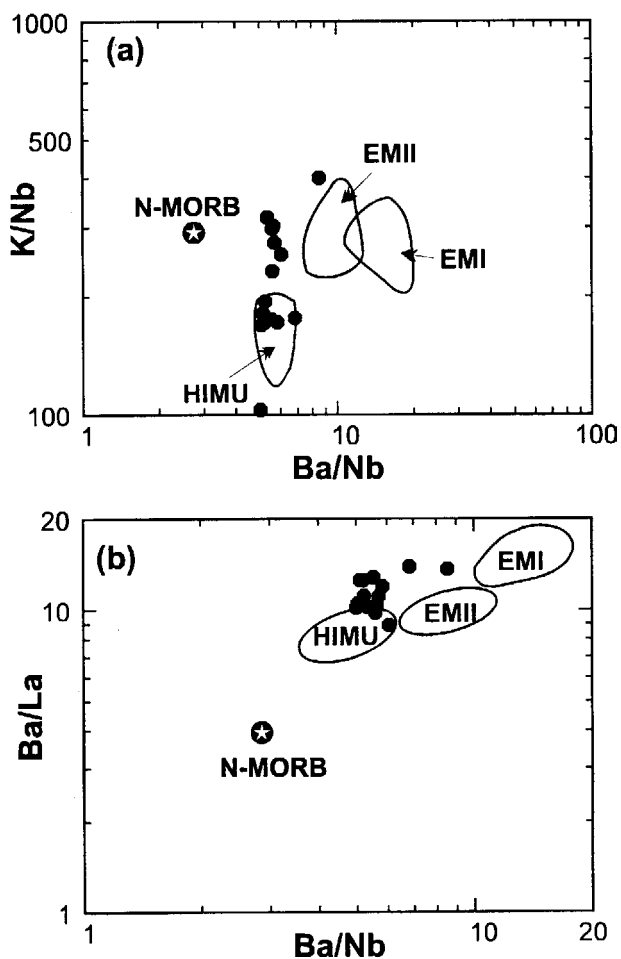 1000
(a)
500
EMII
N-MORB
K/Nb
EMI
HIMU
100
1
10
100
Ba/Nb
20
(b)
EMI
10
HIMU
EMII
Ba/La
N-MORB
1
1
10
20
Ba/Nb